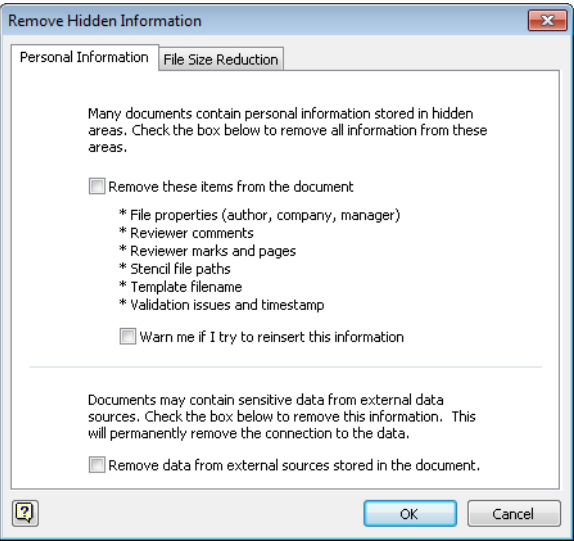 Remove Hidden Information
Personal Information
File Size Reduction
Many documents contain personal information stored in hidden
areas. Check the box below to remove all information from these
areas.
Remove these items from the document
* File properties (author, company, manager)
* Reviewer comments
* Reviewer marks and pages
* Stencil file paths
* Template filename
* Validation issues and timestamp
Warn me if I try to reinsert this information
Documents may contain sensitive data from external data
sources. Check the box below to remove this information.  This
will permanently remove the connection to the data.
Remove data from external sources stored in the document.
?
OK
Cancel